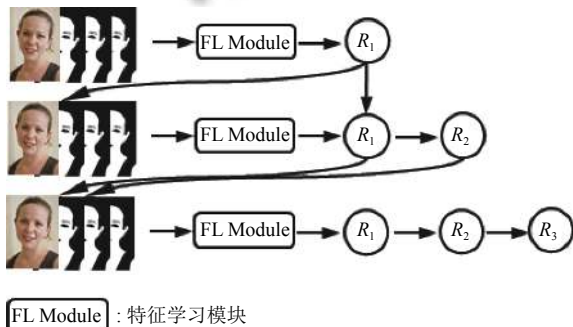 FL Module R₁
FL Module R₁ R₂
FL Module R₁ R₂ R₃
FL Module : 特征学习模块